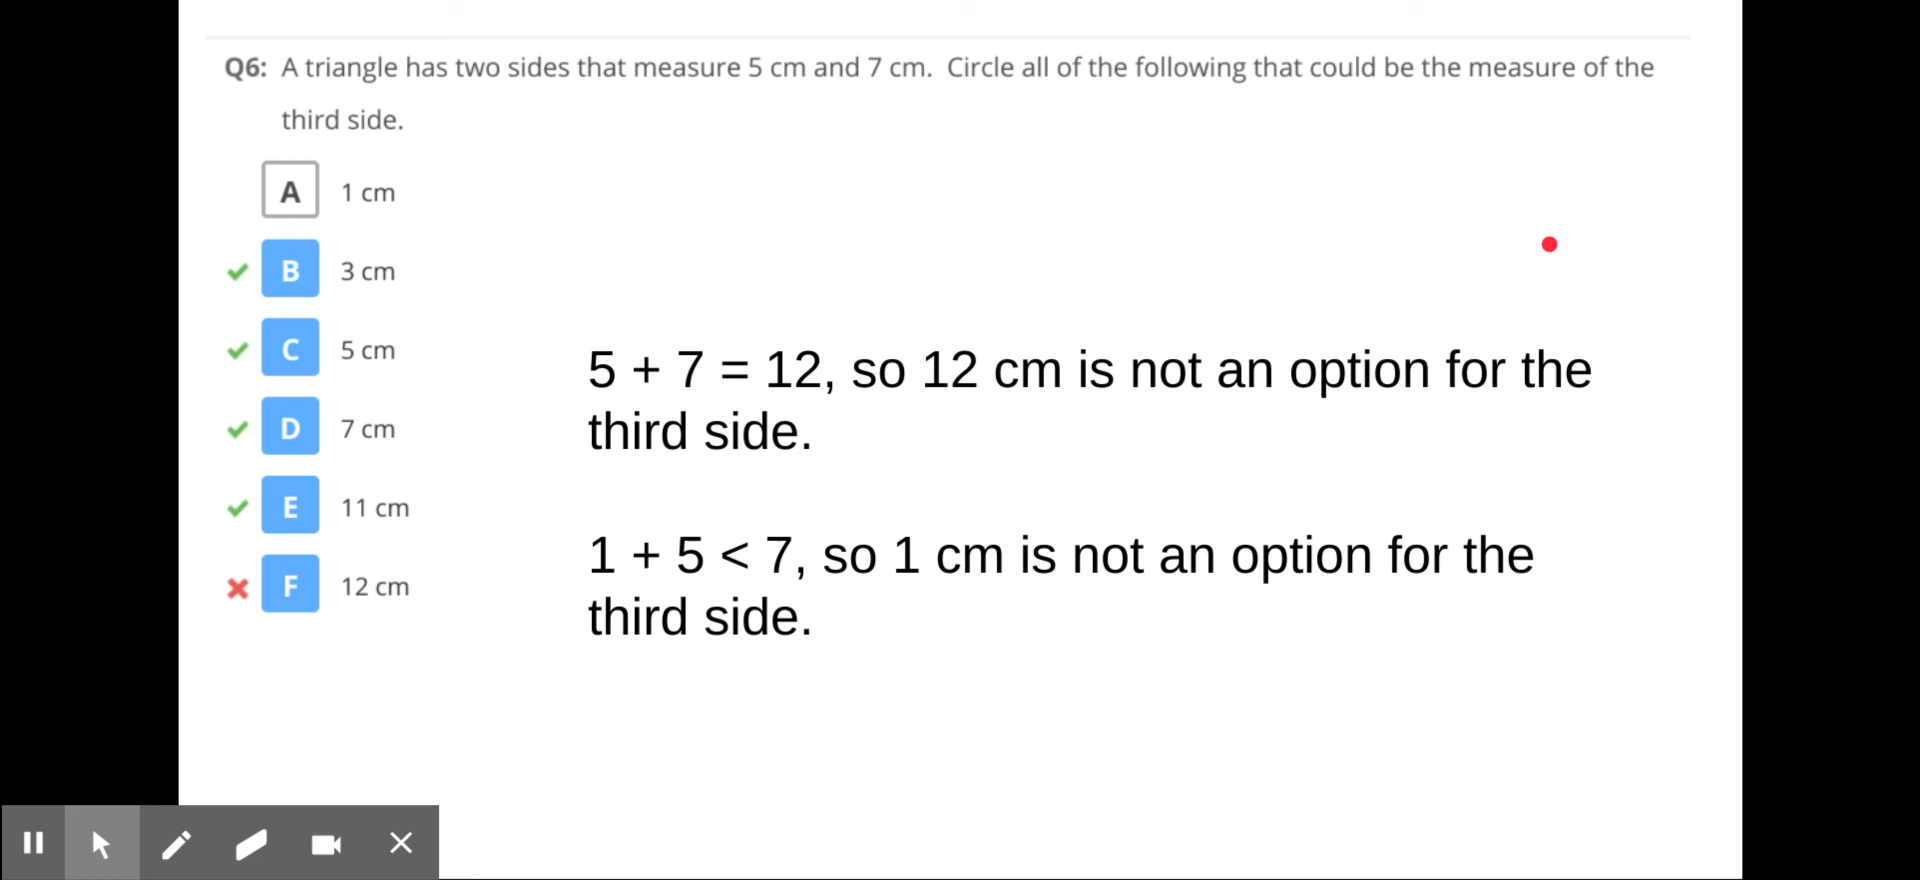 Q6: A triangle has two sides that measure 5 cm and 7 cm. Circle all of the following that could be the measure of the
third side.
A 1 cm
B 3 cm
C 5 cm
D 7 cm
E 11 cm
F 12 cm
5 + 7 = 12, so 12 cm is not an option for the
third side.
1 + 5 < 7, so 1 cm is not an option for the
third side.